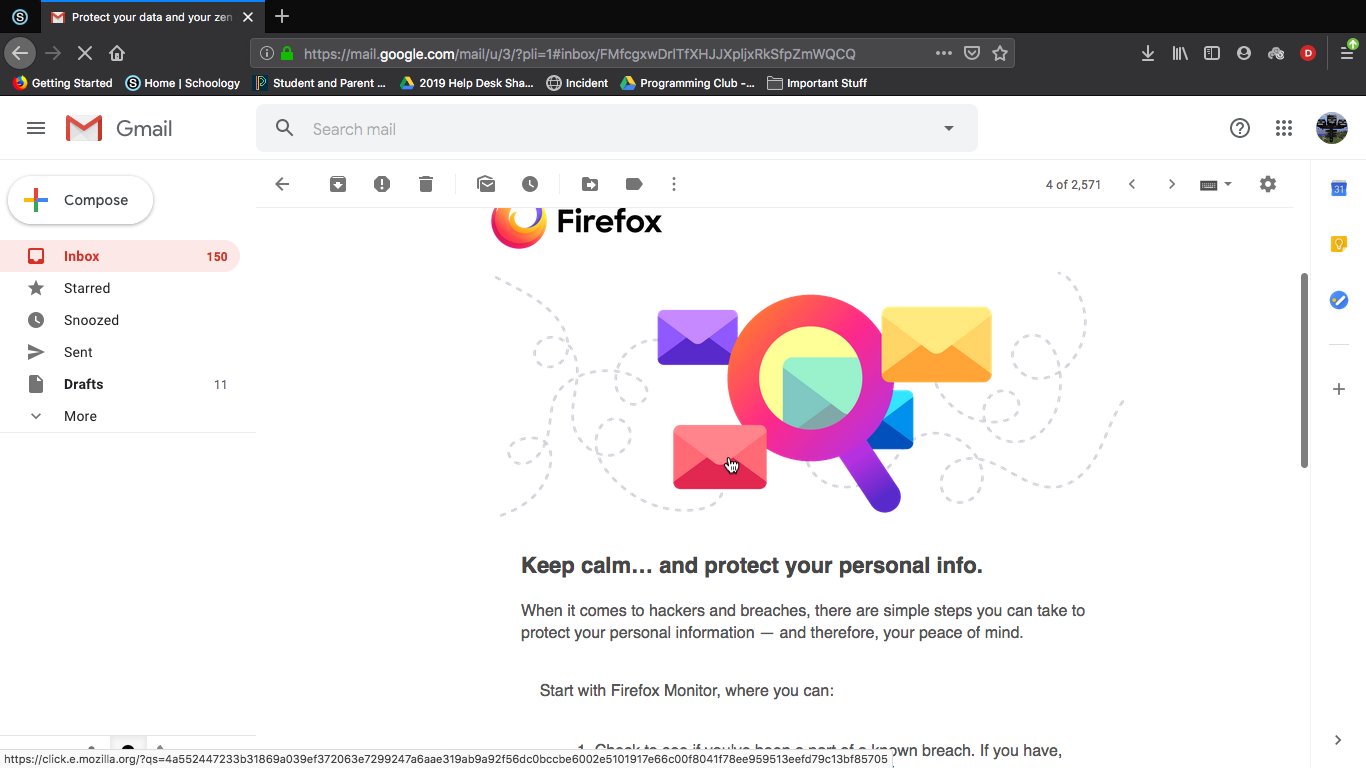 Protect your data and your zen
https://mail.google.com/mail/u/3/?pli=1#inbox/FMfcgxwDrlTfXHJJXpljxRkSfpZmWQCQ
D
Getting Started
Home | Schoology
Student and Parent ...
2019 Help Desk Sha...
Incident
Programming Club -...
Important Stuff
Gmail
Search mail
Compose
4 of 2,571
31
Inbox 150
Starred
Snoozed
Sent
Drafts 11
More
Firefox
Keep calm... and protect your personal info.
When it comes to hackers and breaches, there are simple steps you can take to
protect your personal information — and therefore, your peace of mind.
Start with Firefox Monitor, where you can:
1. Check to see if you've been a part of a known breach. If you have,
https://click.e.mozilla.org/?qs=4a552447233b31869a039ef372063e7299247a6aae319ab9a92f56dc0bccbe6002e5101917e66c00f8041f78ee959513eefd79c13bf85705